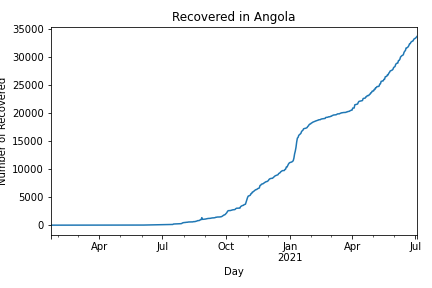 Recovered in Angola
Number of Recovered
35000
30000
25000
20000
15000
10000
5000
0
Apr
Jul
Oct
Jan
2021
Apr
Jul
Day